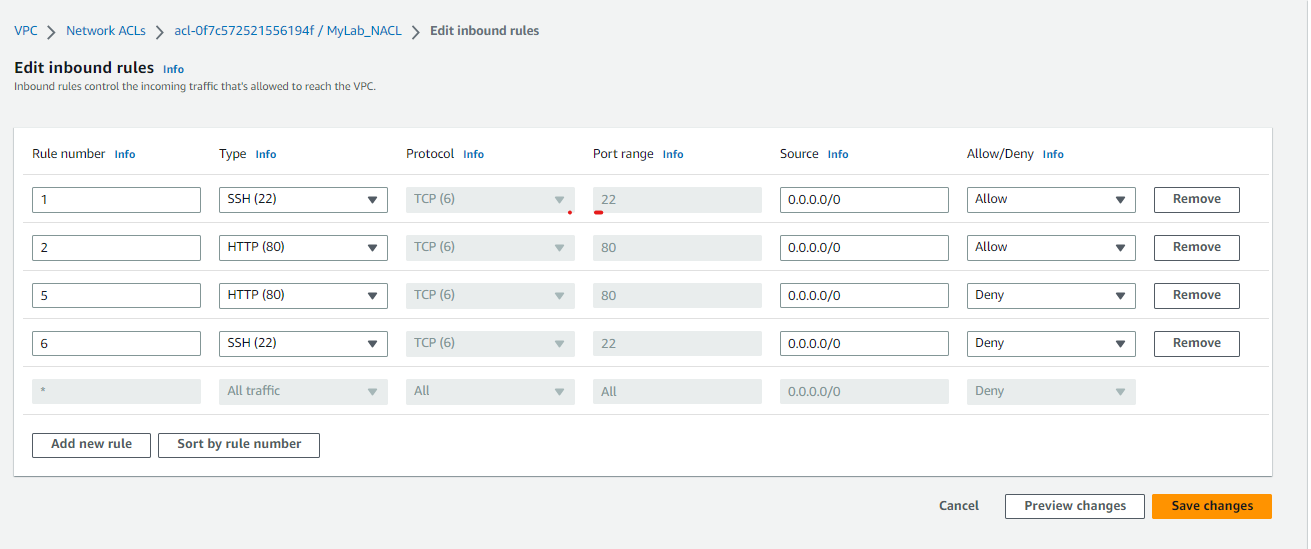 VPC > Network ACLs > acl-0f7c572521556194f / MyLab_NACL > Edit inbound rules
Edit inbound rules Info
Inbound rules control the incoming traffic that's allowed to reach the VPC.
Rule number Info Type Info Protocol Info Port range Info Source Info Allow/Deny Info
1 SSH (22) TCP (6) 22 0.0.0.0/0 Allow Remove
2 HTTP (80) TCP (6) 80 0.0.0.0/0 Allow Remove
5 HTTP (80) TCP (6) 80 0.0.0.0/0 Deny Remove
6 SSH (22) TCP (6) 22 0.0.0.0/0 Deny Remove
* All traffic All All 0.0.0.0/0 Deny
Add new rule Sort by rule number
Cancel Preview changes Save changes